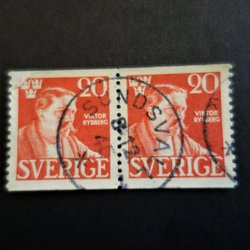 20 20
VIKTOR RYDBERG
VIKTOR RYDBERG
SUNDSVALL
SVERIGE SVERIGE